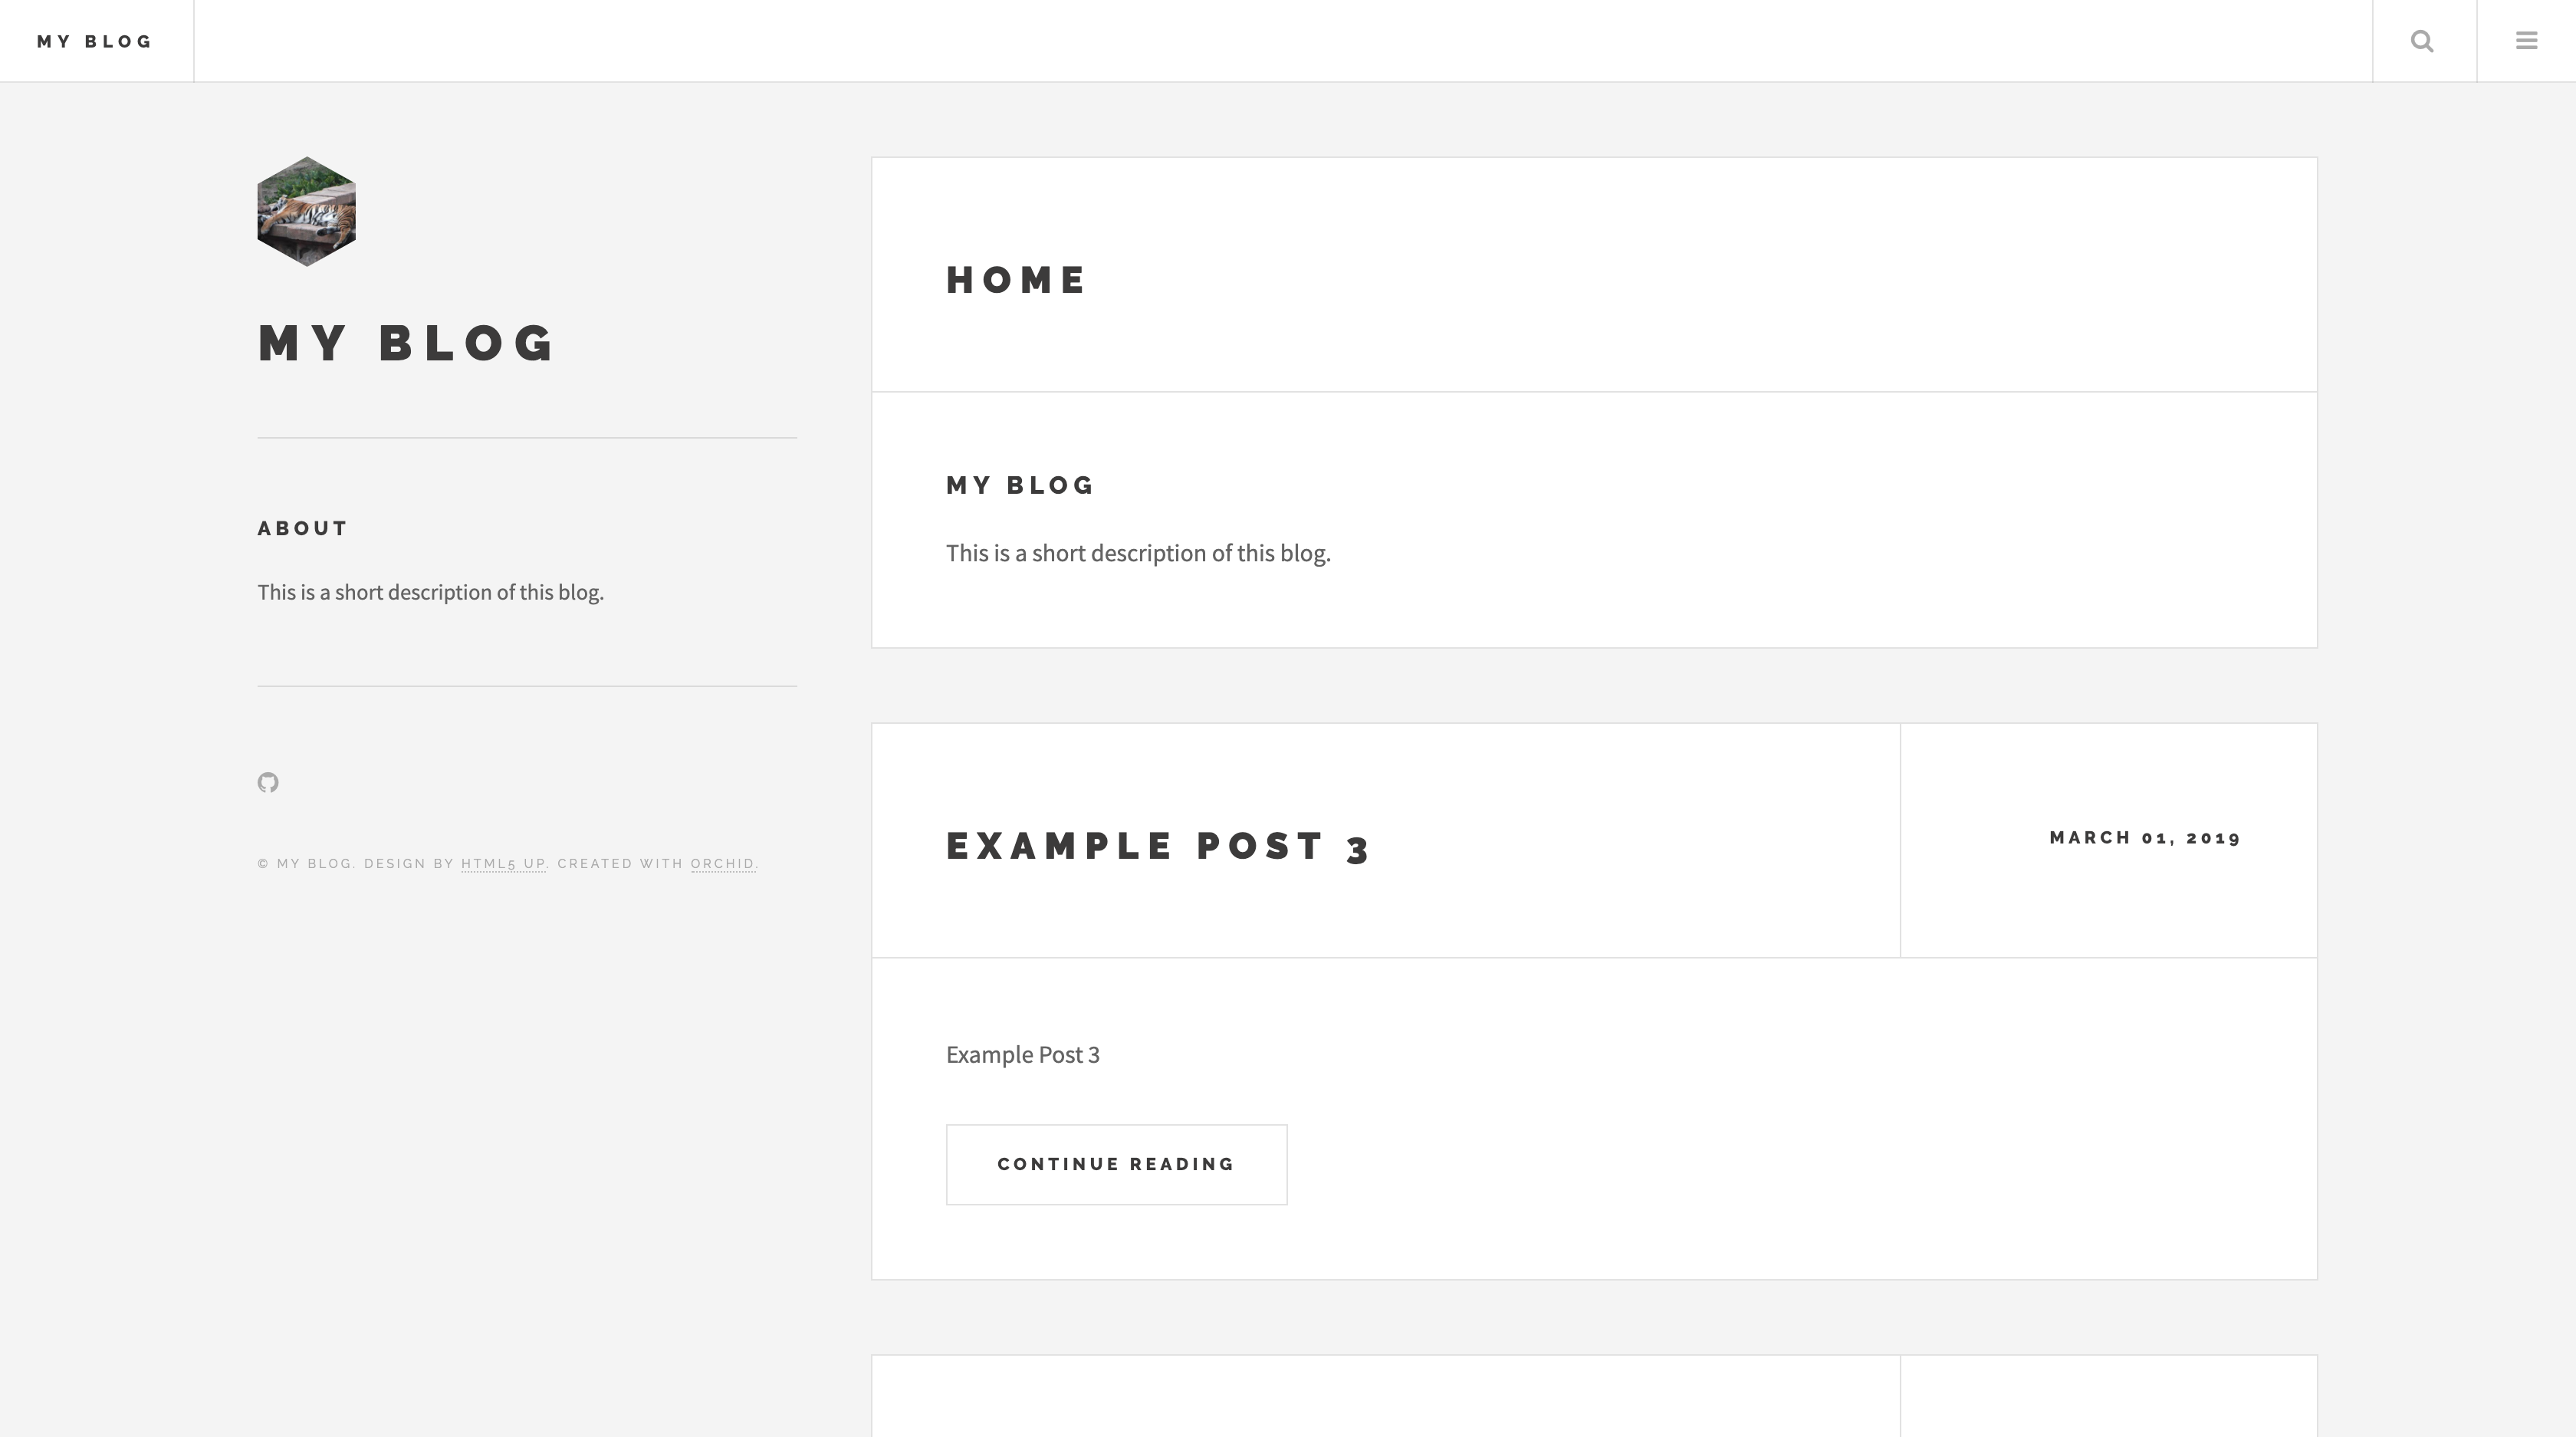 MY BLOG
MY BLOG
ABOUT
This is a short description of this blog.
© MY BLOG. DESIGN BY HTML5 UP. CREATED WITH ORCHID.
HOME
MY BLOG
This is a short description of this blog.
EXAMPLE POST 3
MARCH 01, 2019
Example Post 3
CONTINUE READING